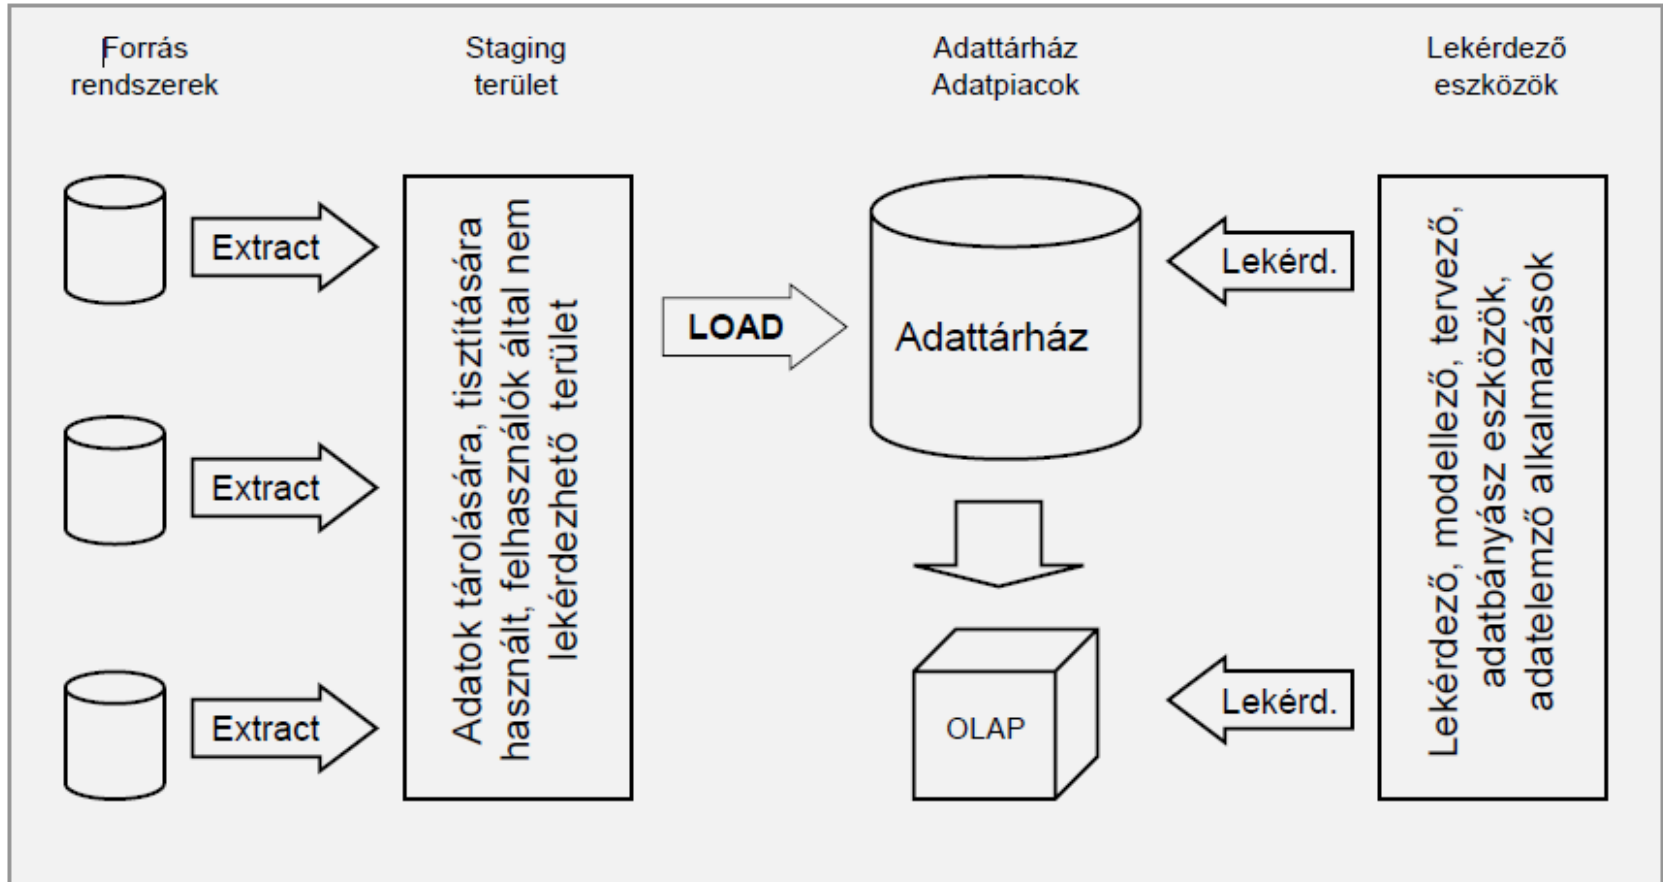 Forrás
rendszerek
Staging
terület
Adattárház
Adatpiacok
Lekérdező
eszközök
Extract
Extract
Extract
Adatok tárolására, tisztítására
használt, felhasználók által nem
lekérdezhető terület
LOAD
Adattárház
OLAP
Lekérd.
Lekérd.
Lekérdező, modellező, tervező,
adatbányász eszközök,
adatelemző alkalmazások